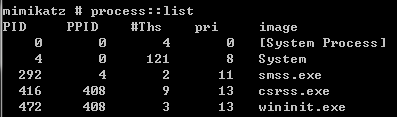 mimikatz # process::list
PID PPID #Ths pri image
0 0 4 0 [System Process]
4 0 121 8 System
292 4 2 11 smss.exe
416 408 9 13 csrss.exe
472 408 3 13 wininit.exe